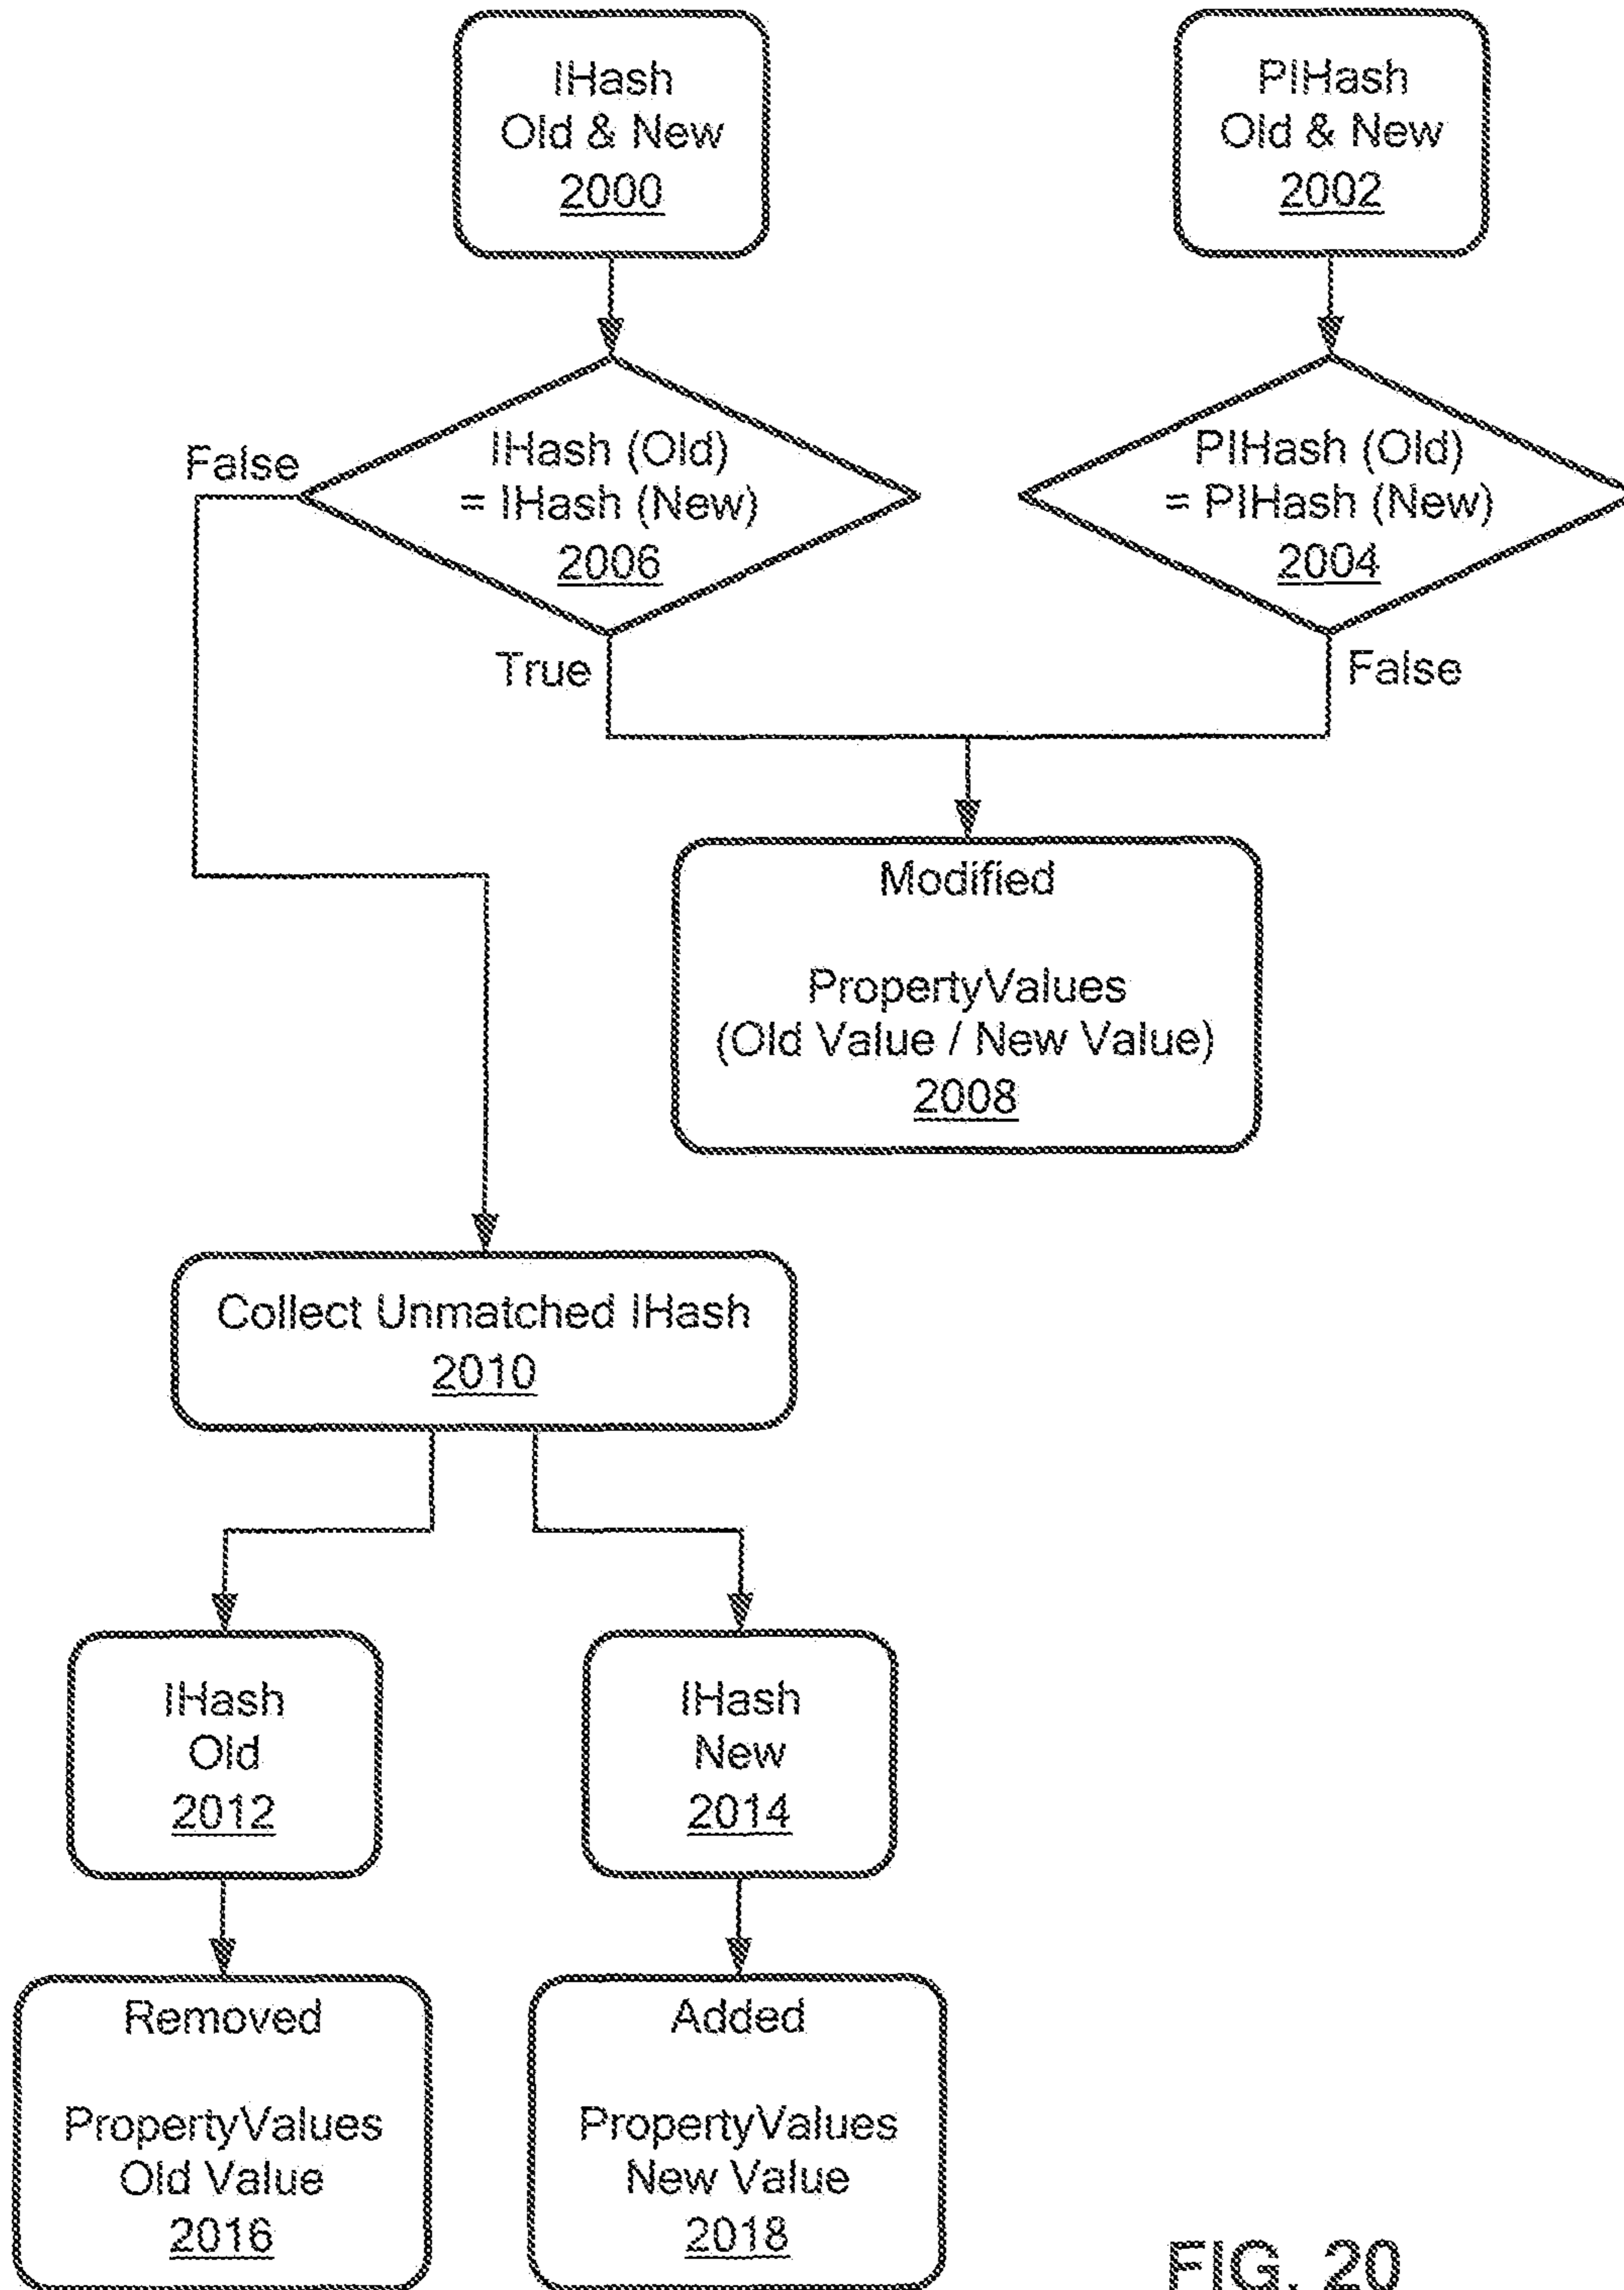 IHash
Old & New
2000
PIHash
Old & New
2002
IHash (Old)
= IHash (New)
2006
PIHash (Old)
= PIHash (New)
2004
False
True
False
Modified
PropertyValues
(Old Value / New Value)
2008
Collect Unmatched IHash
2010
IHash
Old
2012
IHash
New
2014
Removed
PropertyValues
Old Value
2016
Added
PropertyValues
New Value
2018
FIG. 20